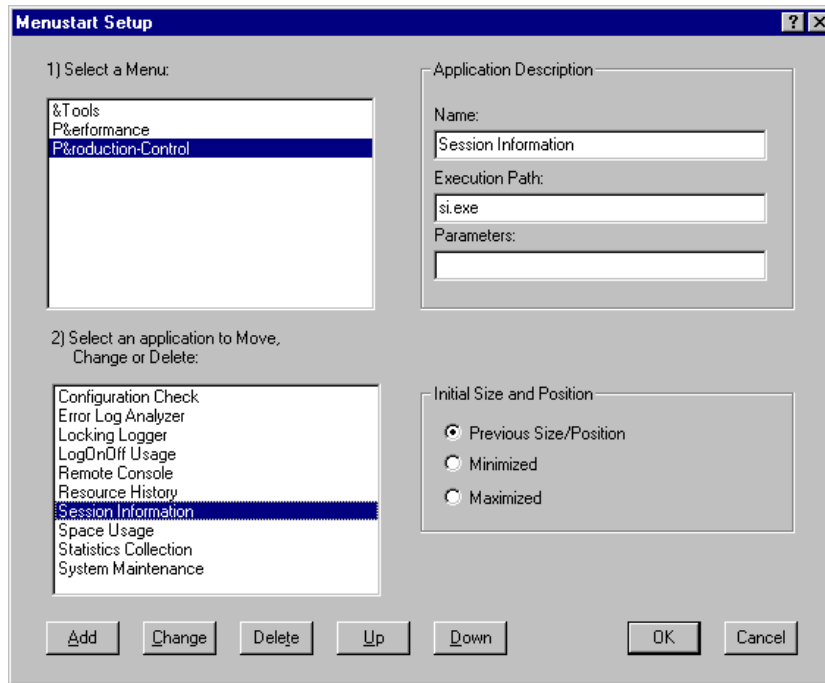 Menustart Setup
1) Select a Menu:
&Tools
P&erformance
P&roduction-Control
Application Description
Name:
Session Information
Execution Path:
si.exe
Parameters:
2) Select an application to Move,
Change or Delete:
Configuration Check
Error Log Analyzer
Locking Logger
LogOnOff Usage
Remote Console
Resource History
Session Information
Space Usage
Statistics Collection
System Maintenance
Initial Size and Position
Previous Size/Position
Minimized
Maximized
Add Change Delete Up Down OK Cancel